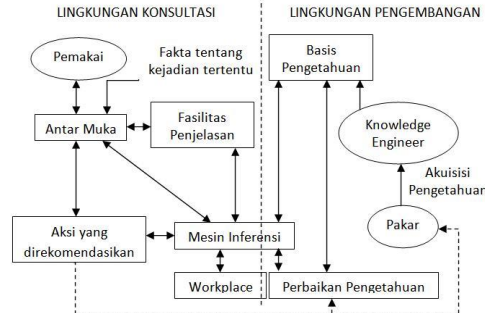 LINGKUNGAN KONSULTASI
LINGKUNGAN PENGEMBANGAN
Pemakai
Fakta tentang
kejadian tertentu
Basis
Pengetahuan
Antar Muka
Fasilitas
Penjelasan
Knowledge
Engineer
Akuisisi
Pengetahuan
Aksi yang
direkomendasikan
Mesin Inferensi
Pakar
Workplace
Perbaikan Pengetahuan